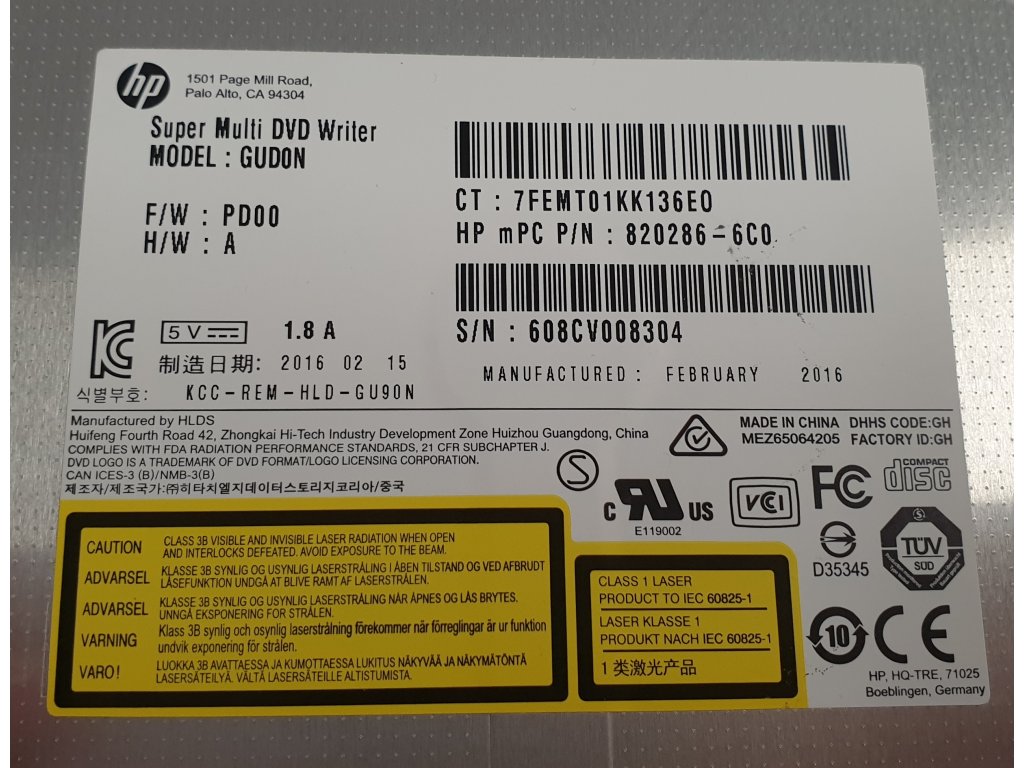 hp
1501 Page Mill Road,
Palo Alto, CA 94304
Super Multi DVD Writer
MODEL : GUD0N
F/W : PD00
H/W : A
CT : 7FEMT01KK136E0
HP mPC P/N : 820286-6C0
S/N : 608CV008304
5 V 1.8 A
制造日期: 2016 02 15
MANUFACTURED : FEBRUARY 2016
식별부호: KCC-REM-HLD-GU90N
Manufactured by HLDS
Huifeng Fourth Road 42, Zhongkai Hi-Tech Industry Development Zone Huizhou Guangdong, China
COMPLIES WITH FDA RADIATION PERFORMANCE STANDARDS, 21 CFR SUBCHAPTER J.
DVD LOGO IS A TRADEMARK OF DVD FORMAT/LOGO LICENSING CORPORATION.
CAN ICES-3 (B)/NMB-3(B)
제조자/제조국가:㈜히타치엘지데이터스토리지코리아/중국
MADE IN CHINA DHHS CODE:GH
MEZ65064205 FACTORY ID:GH
S
c RU US
E119002
VCI
FC
COMPACT
disc
D35345
TÜV
SÜD
10
CE
HP, HQ-TRE, 71025
Boeblingen, Germany
CAUTION CLASS 3B VISIBLE AND INVISIBLE LASER RADIATION WHEN OPEN
AND INTERLOCKS DEFEATED. AVOID EXPOSURE TO THE BEAM.
ADVARSEL KLASSE 3B SYNLIG OG USYNLIG LASERSTRÅLING I ÅBEN TILSTAND OG VED AFBRUDT
LÅSEFUNKTION UNDGÅ AT BLIVE RAMT AF LASERSTRÅLEN.
ADVARSEL KLASSE 3B SYNLIG OG USYNLIG LASERSTRÅLING NÅR ÅPNES OG LÅS BRYTES.
UNNGÅ EKSPONERING FOR STRÅLEN.
VARNING Klass 3B synlig och osynlig laserstrålning förekommer när förreglingar är ur funktion
undvik exponering för strålen.
VARO! LUOKKA 3B AVATTAESSA JA KUMOTTAESSA LUKITUS NÄKYVÄÄ JA NÄKYMÄTÖNTÄ
LASERSÄTEILYÄ. VÄLTÄ LASERSÄTEILLE ALTISTUMISTA.
CLASS 1 LASER
PRODUCT TO IEC 60825-1
LASER KLASSE 1
PRODUKT NACH IEC 60825-1
1 类激光产品